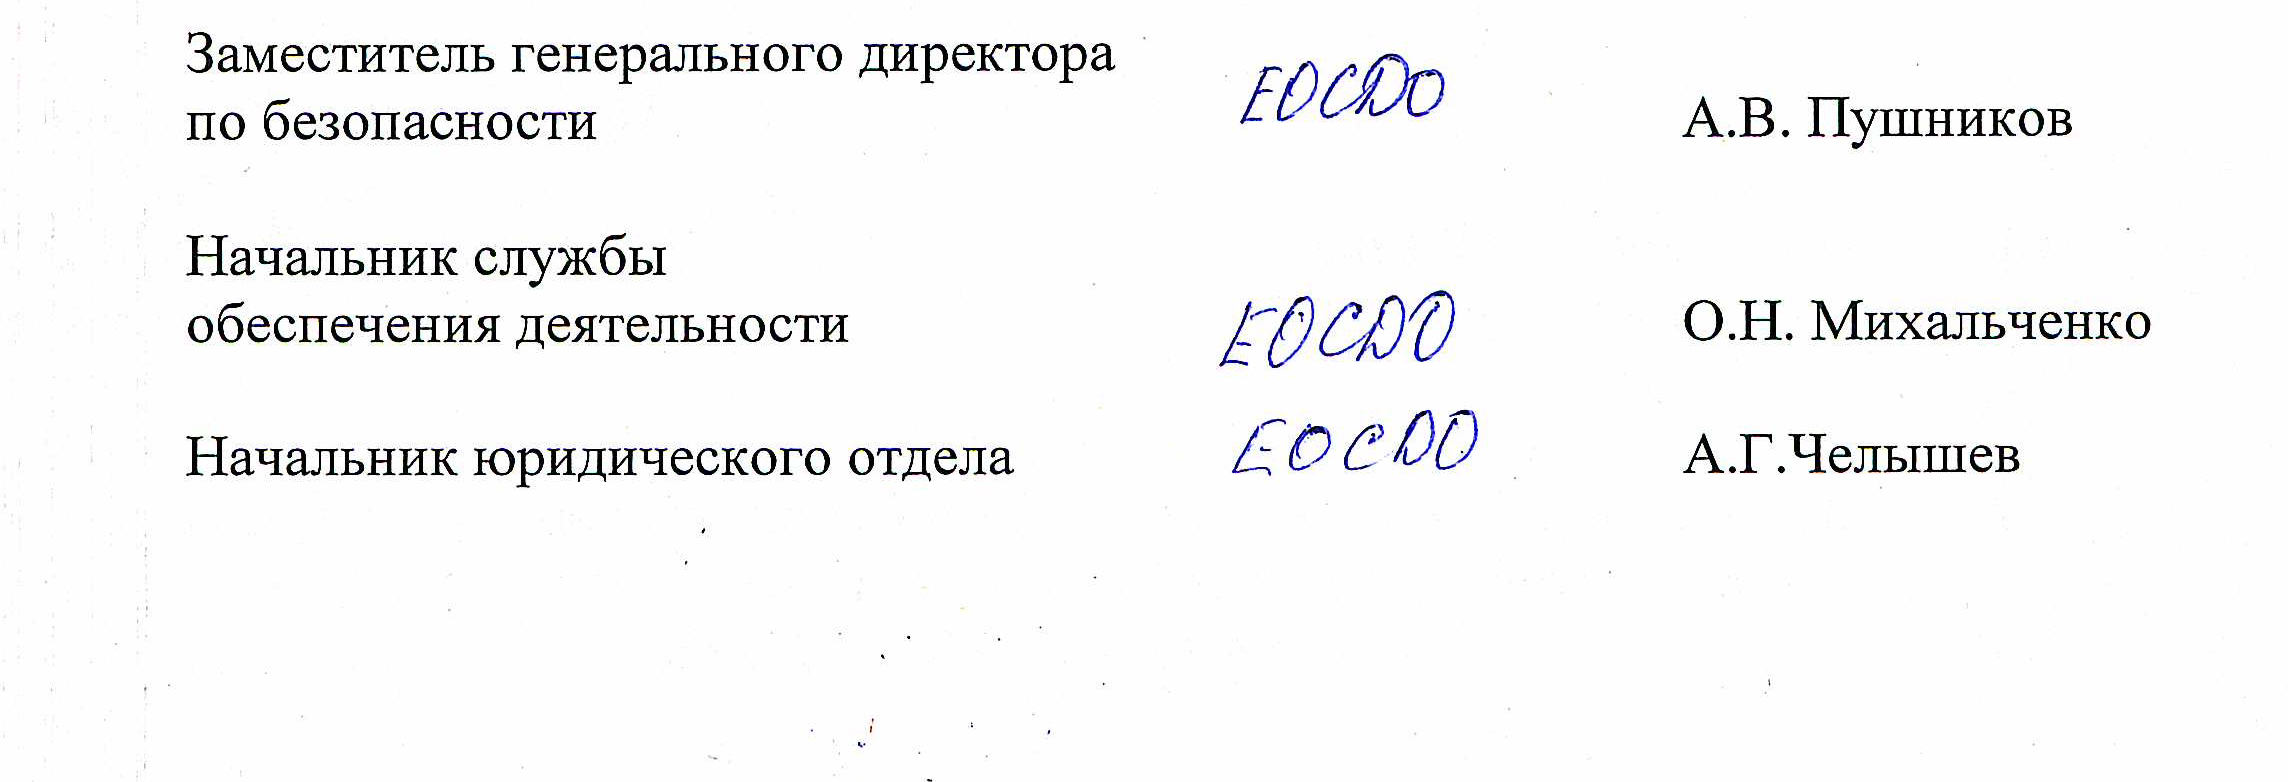 Заместитель генерального директора
по безопасности ЕОСДО А.В. Пушников
Начальник службы
обеспечения деятельности ЕОСДО О.Н. Михальченко
Начальник юридического отдела ЕОСДО А.Г.Челышев